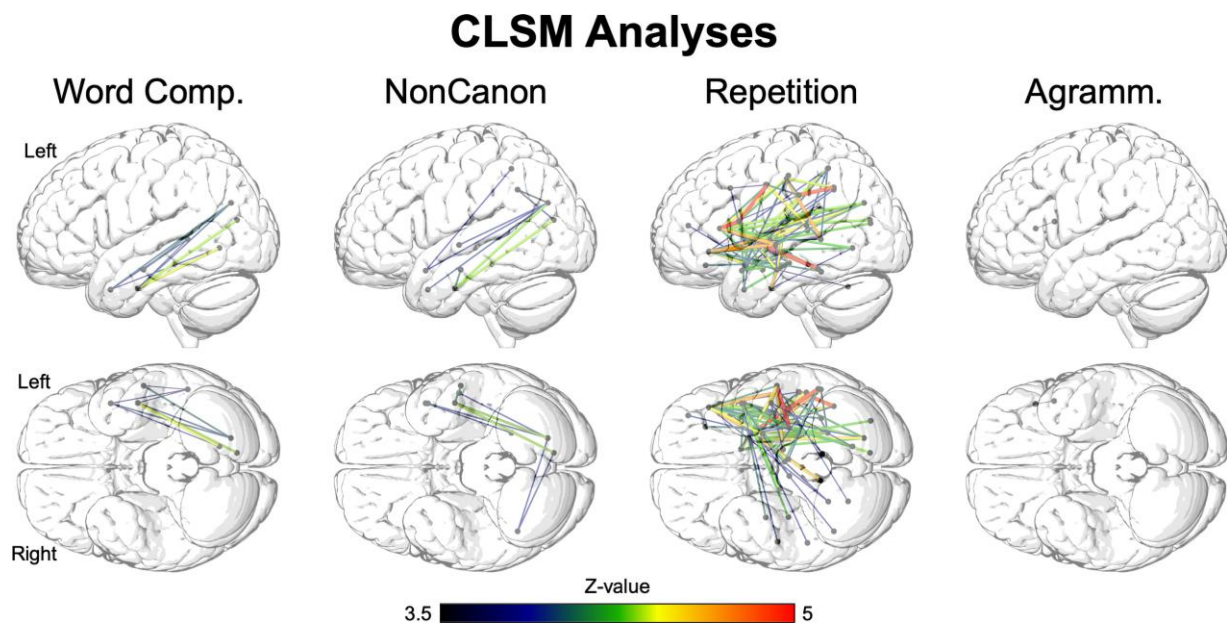 CLSM Analyses
Word Comp. NonCanon Repetition Agramm.
Left
Left
Right
Z-value
3.5 5